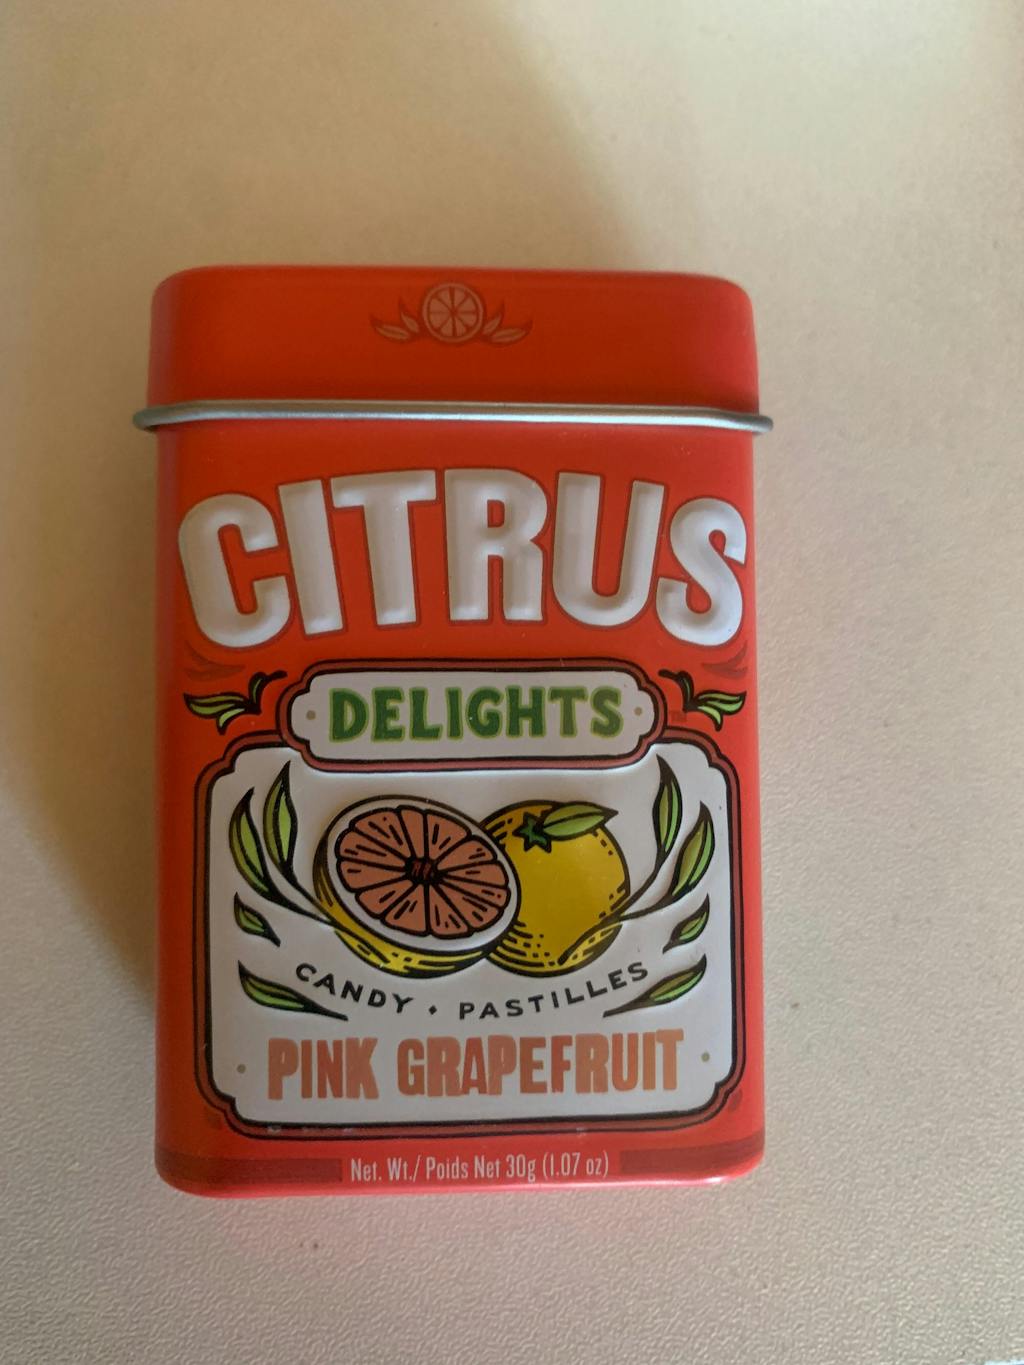 CITRUS
DELIGHTS
CANDY • PASTILLES
PINK GRAPEFRUIT
Net. Wt./ Poids Net 30g (1.07 oz)